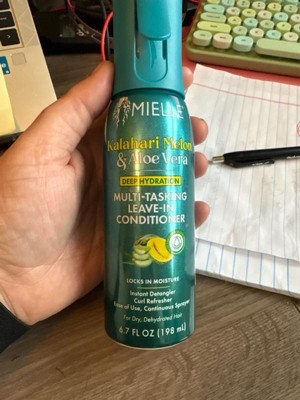 MIELLE
Kalahari Melon
& Aloe Vera
DEEP HYDRATION
MULTI-TASKING
LEAVE-IN
CONDITIONER
LOCKS IN MOISTURE
Instant Detangler
Curl Refresher
Ease of Use, Continuous Sprayer
For Dry, Dehydrated Hair
6.7 FL OZ (198 mL)